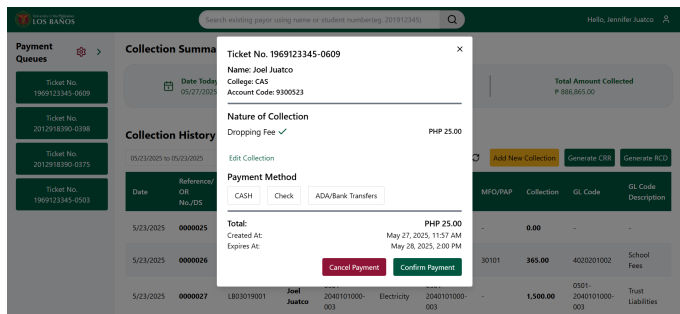 University of the Philippines
LOS BAÑOS
Search existing payor using name or student number(eg. 201912345)
Hello, Jennifer Juatco
Payment
Queues
Ticket No.
1969123345-0609
Ticket No.
2012918390-0398
Ticket No.
2012918390-0375
Ticket No.
1969123345-0503
Collection Summa
Date Today
05/27/2025
Total Amount Collected
₱ 886,865.00
Collection History
05/23/2025 to 05/23/2025
Add New Collection
Generate CRR
Generate RCD
Date
Reference/
OR
No./DS
MFO/PAP
Collection
GL Code
GL Code
Description
5/23/2025 0000025 - 0.00 - -
5/23/2025 0000026 30101 365.00 4020201002 School
Fees
5/23/2025 0000027 LB03019001 Joel
Juatco
2040101000-
003
Electricity
2040101000-
003
- 1,500.00
0501-
2040101000-
003
Trust
Liabilities
Ticket No. 1969123345-0609
Name: Joel Juatco
College: CAS
Account Code: 9300523
Nature of Collection
Dropping Fee ✓ PHP 25.00
Edit Collection
Payment Method
CASH Check ADA/Bank Transfers
Total: PHP 25.00
Created At: May 27, 2025, 11:57 AM
Expires At: May 28, 2025, 2:00 PM
Cancel Payment Confirm Payment